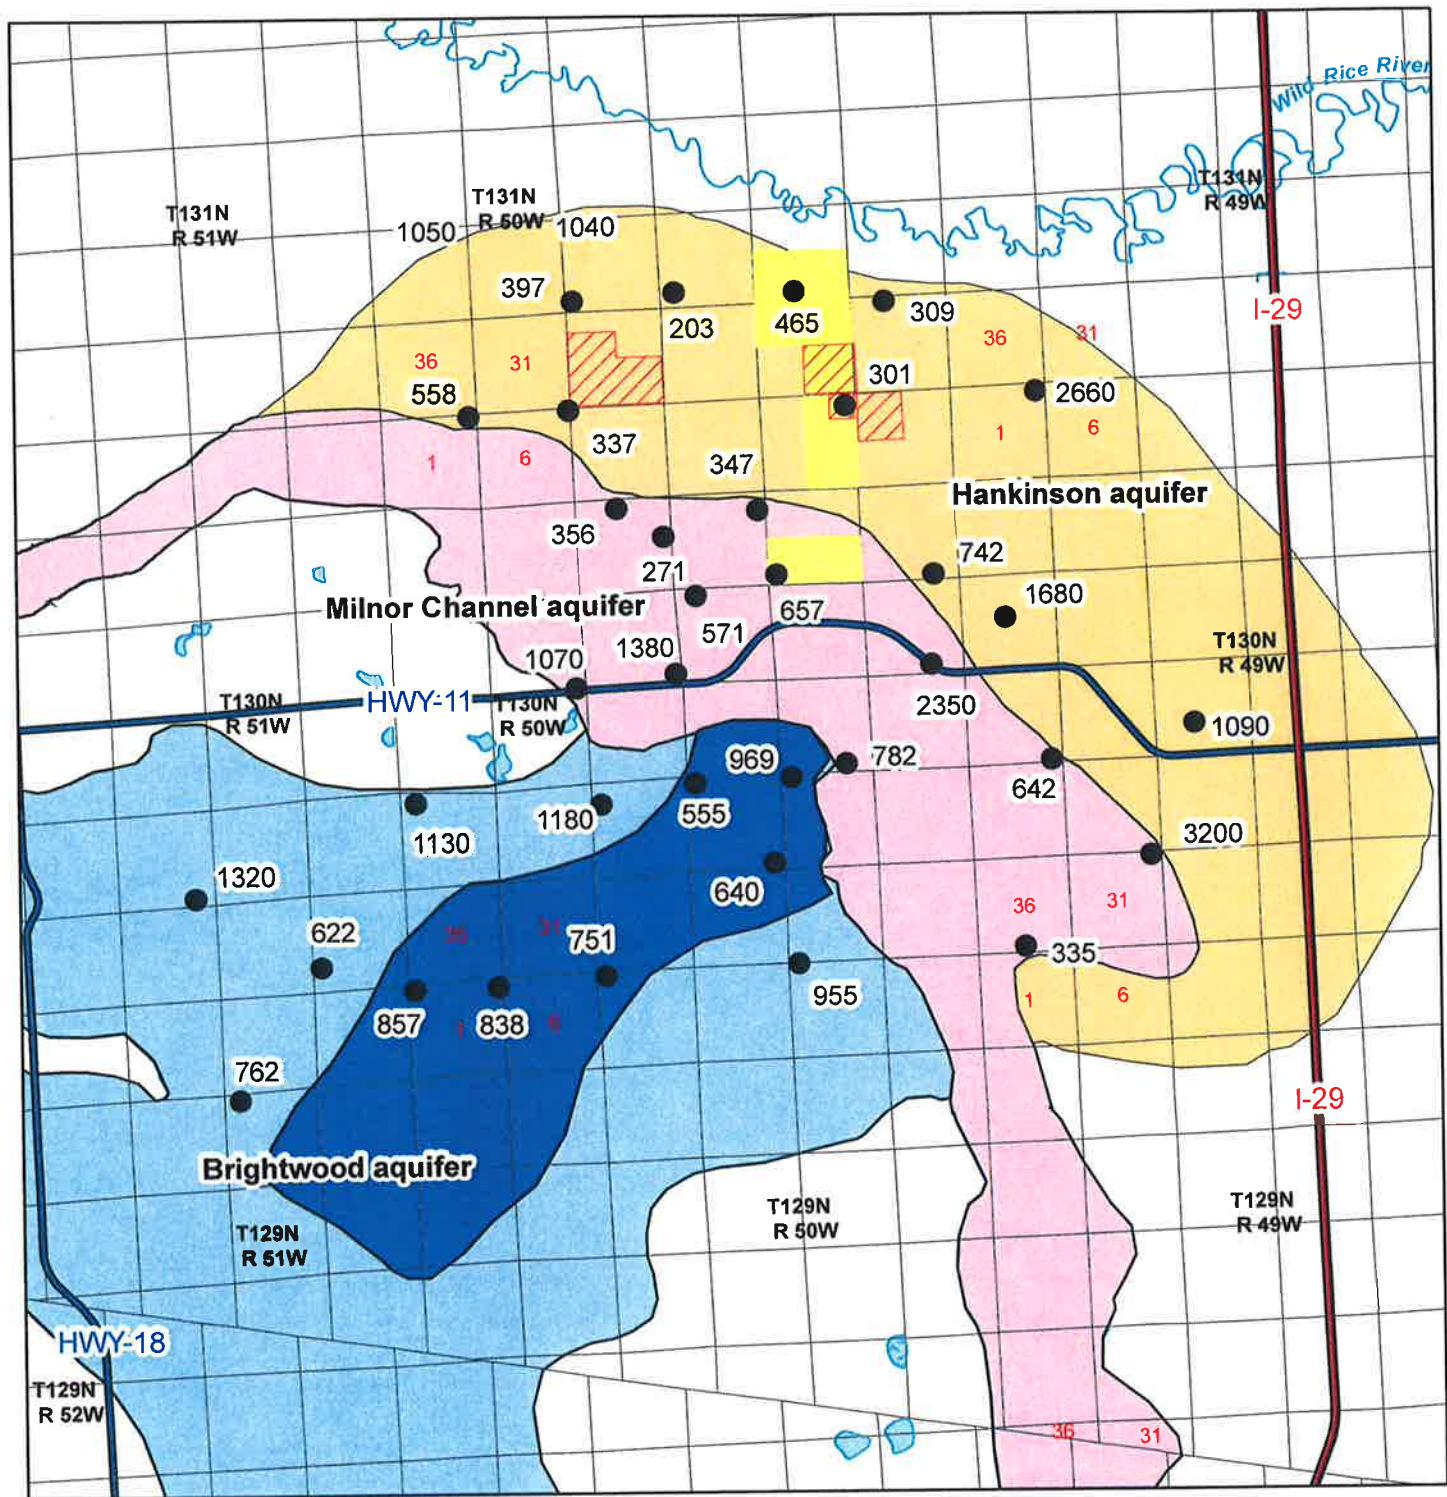 Wild Rice River
T131N
R 51W
T131N
R 50W
T131N
R 49W
1050
1040
397
203
465
309
I-29
36
31
36
31
301
558
2660
337
347
1
6
1
6
Hankinson aquifer
356
271
742
Milnor Channel aquifer
657
1680
571
1380
1070
T130N
R 49W
HWY-11
T130N
R 51W
T130N
R 50W
2350
1090
969
782
642
555
1180
1130
3200
1320
640
36
31
36
31
622
751
335
955
1
6
857
838
1
6
762
I-29
Brightwood aquifer
T129N
R 51W
T129N
R 50W
T129N
R 49W
HWY-18
T129N
R 52W
36
31